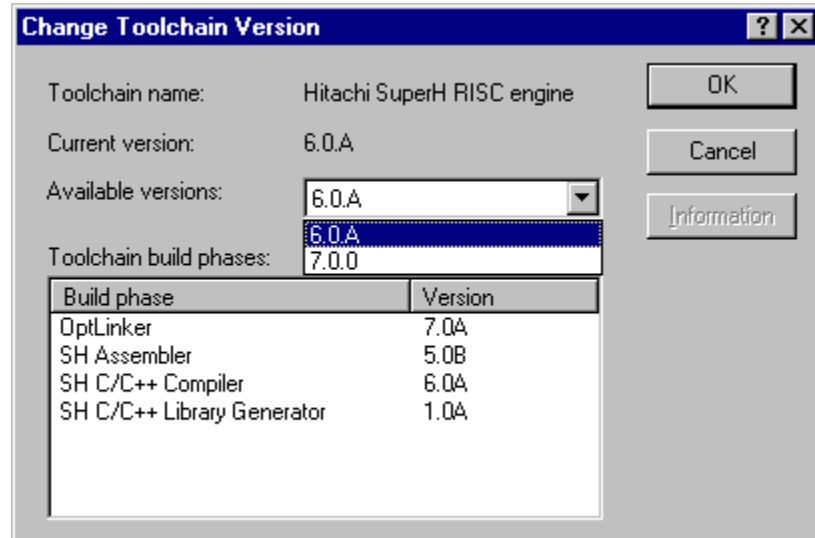 Change Toolchain Version
Toolchain name: Hitachi SuperH RISC engine
OK
Current version: 6.0.A
Cancel
Available versions: 6.0.A
Information
6.0.A
7.0.0
Toolchain build phases:
Build phase Version
OptLinker 7.0A
SH Assembler 5.0B
SH C/C++ Compiler 6.0A
SH C/C++ Library Generator 1.0A